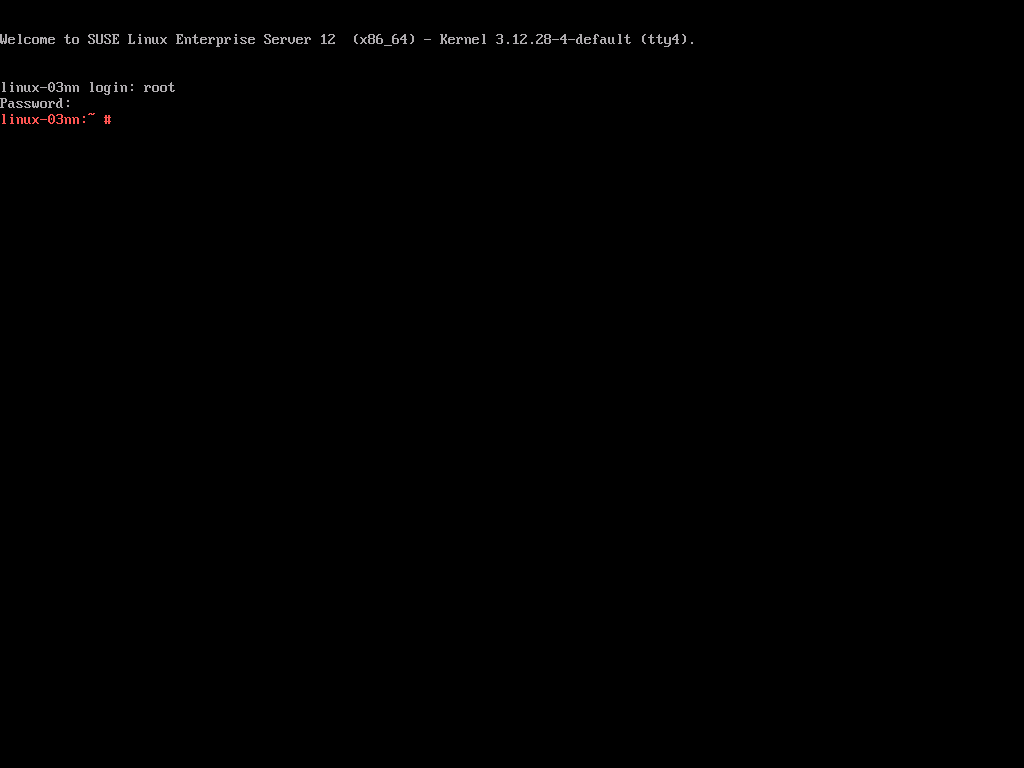 Welcome to SUSE Linux Enterprise Server 12  (x86_64) - Kernel 3.12.28-4-default (tty4).
linux-03nn login: root
Password:
linux-03nn:~ #